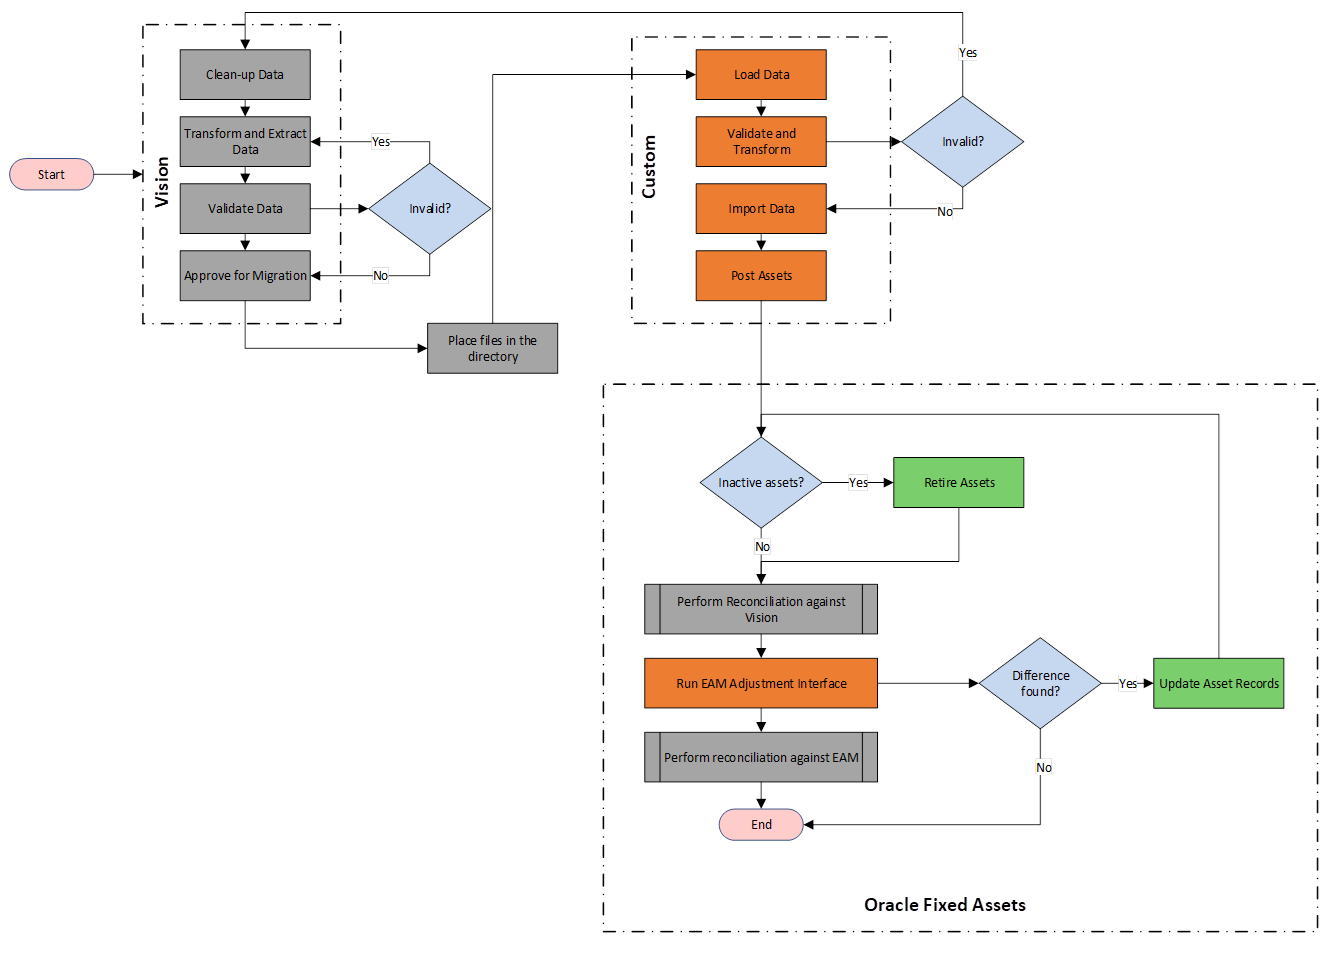 Start
Vision
Clean-up Data
Transform and Extract
Data
Validate Data
Approve for Migration
Yes
Invalid?
No
Place files in the
directory
Custom
Load Data
Validate and
Transform
Import Data
Post Assets
Yes
Invalid?
No
Inactive assets?
Yes
Retire Assets
No
Perform Reconciliation against
Vision
Run EAM Adjustment Interface
Difference
found?
Yes
Update Asset Records
No
Perform reconciliation against EAM
End
Oracle Fixed Assets